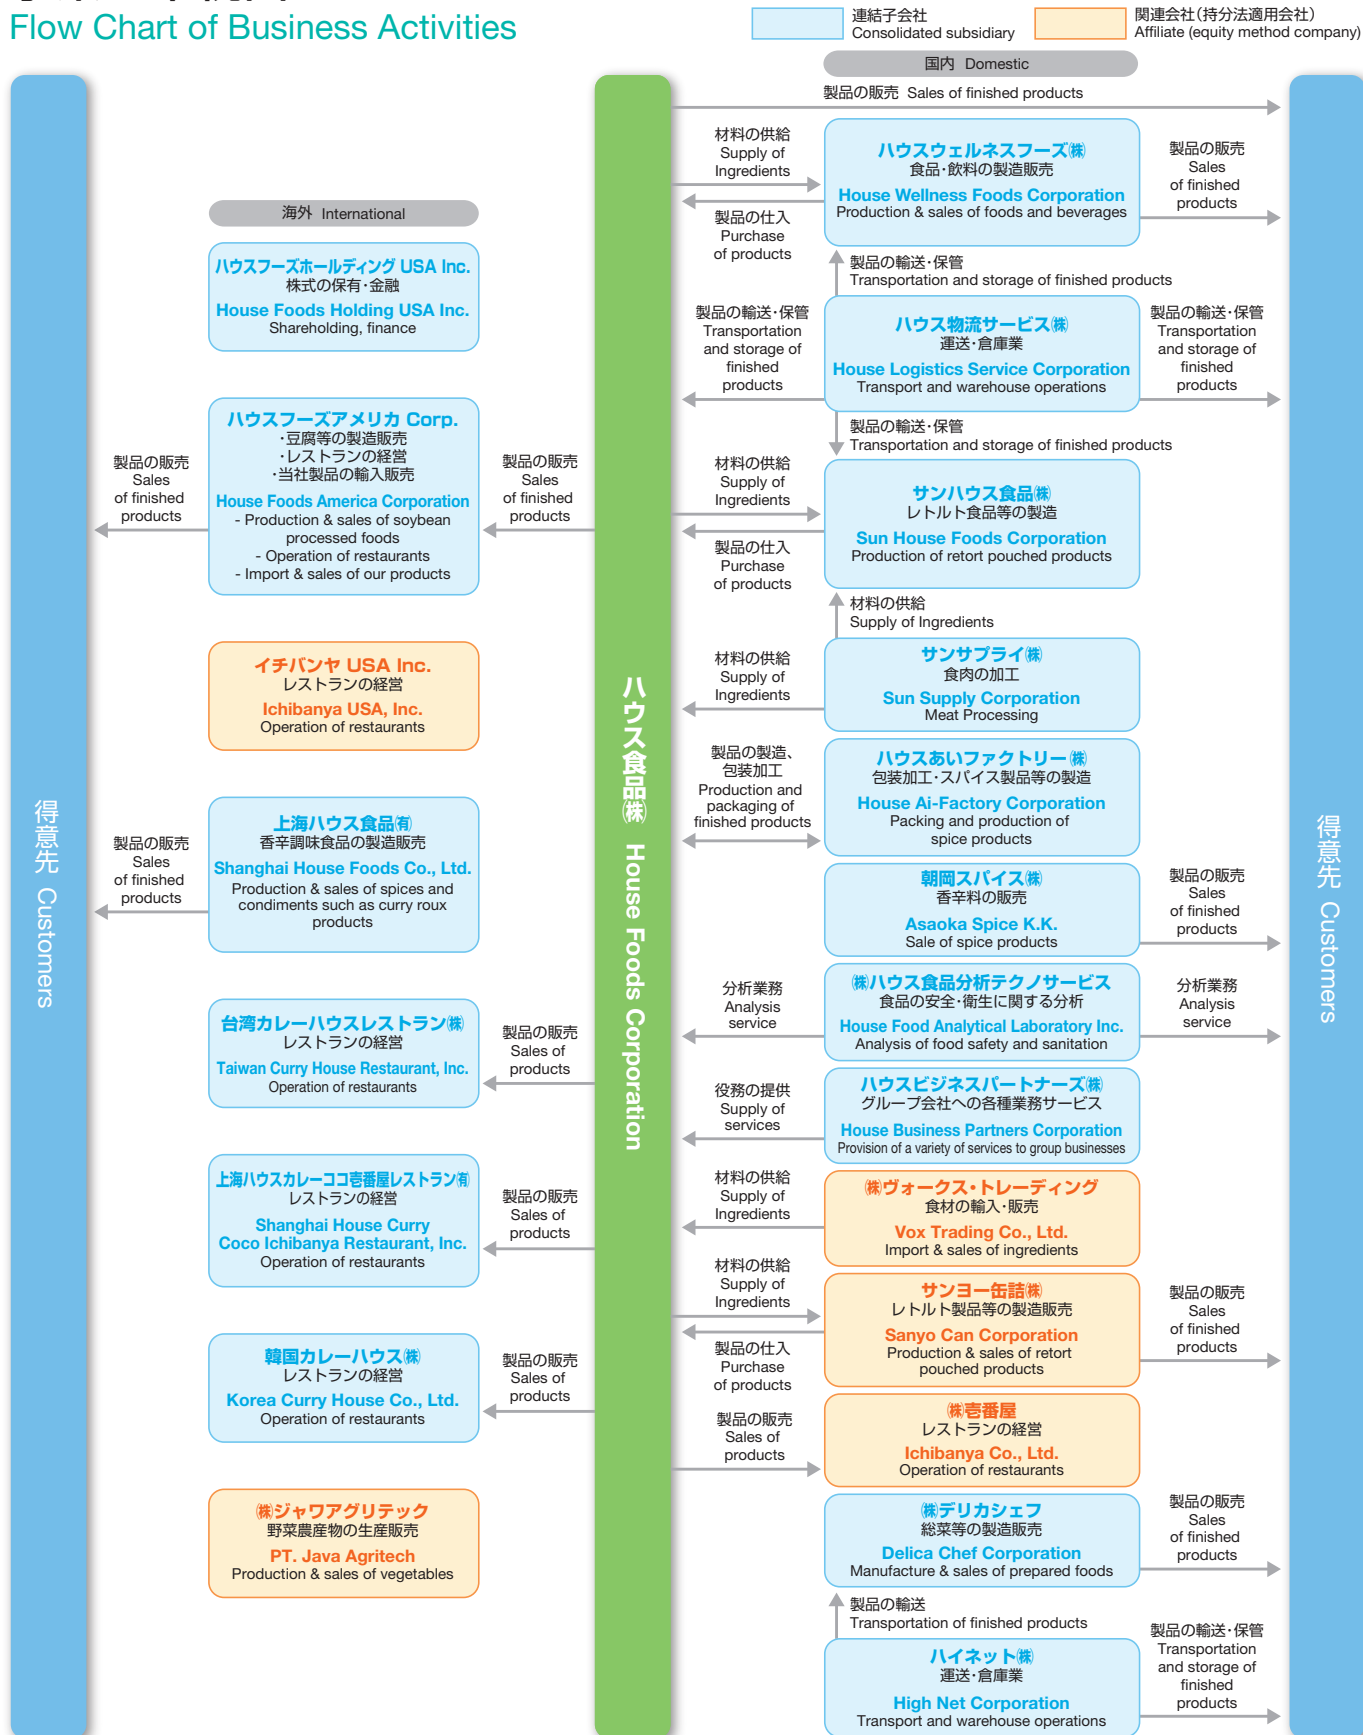 Flow Chart of Business Activities
連結子会社
Consolidated subsidiary
関連会社(持分法適用会社)
Affiliate (equity method company)
国内 Domestic
製品の販売 Sales of finished products
得意先 Customers
ハウス食品㈱ House Foods Corporation
得意先 Customers
海外 International
ハウスフーズホールディング USA Inc.
株式の保有・金融
House Foods Holding USA Inc.
Shareholding, finance
ハウスフーズアメリカ Corp.
・豆腐等の製造販売
・レストランの経営
・当社製品の輸入販売
House Foods America Corporation
- Production & sales of soybean
processed foods
- Operation of restaurants
- Import & sales of our products
製品の販売
Sales
of finished
products
製品の販売
Sales
of finished
products
イチバンヤ USA Inc.
レストランの経営
Ichibanya USA, Inc.
Operation of restaurants
上海ハウス食品㈲
香辛調味食品の製造販売
Shanghai House Foods Co., Ltd.
Production & sales of spices and
condiments such as curry roux
products
製品の販売
Sales
of finished
products
台湾カレーハウスレストラン㈱
レストランの経営
Taiwan Curry House Restaurant, Inc.
Operation of restaurants
製品の販売
Sales of
products
上海ハウスカレーココ壱番屋レストラン㈲
レストランの経営
Shanghai House Curry
Coco Ichibanya Restaurant, Inc.
Operation of restaurants
製品の販売
Sales of
products
韓国カレーハウス㈱
レストランの経営
Korea Curry House Co., Ltd.
Operation of restaurants
製品の販売
Sales of
products
㈱ジャワアグリテック
野菜農産物の生産販売
PT. Java Agritech
Production & sales of vegetables
材料の供給
Supply of
Ingredients
製品の仕入
Purchase
of products
ハウスウェルネスフーズ㈱
食品・飲料の製造販売
House Wellness Foods Corporation
Production & sales of foods and beverages
製品の販売
Sales
of finished
products
製品の輸送・保管
Transportation and storage of finished products
製品の輸送・保管
Transportation
and storage of
finished
products
ハウス物流サービス㈱
運送・倉庫業
House Logistics Service Corporation
Transport and warehouse operations
製品の輸送・保管
Transportation
and storage of
finished
products
製品の輸送・保管
Transportation and storage of finished products
材料の供給
Supply of
Ingredients
製品の仕入
Purchase
of products
サンハウス食品㈱
レトルト食品等の製造
Sun House Foods Corporation
Production of retort pouched products
材料の供給
Supply of Ingredients
材料の供給
Supply of
Ingredients
サンサプライ㈱
食肉の加工
Sun Supply Corporation
Meat Processing
製品の製造、
包装加工
Production and
packaging of
finished products
ハウスあいファクトリー㈱
包装加工・スパイス製品等の製造
House Ai-Factory Corporation
Packing and production of
spice products
朝岡スパイス㈱
香辛料の販売
Asaoka Spice K.K.
Sale of spice products
製品の販売
Sales
of finished
products
分析業務
Analysis
service
㈱ハウス食品分析テクノサービス
食品の安全・衛生に関する分析
House Food Analytical Laboratory Inc.
Analysis of food safety and sanitation
分析業務
Analysis
service
役務の提供
Supply of
services
ハウスビジネスパートナーズ㈱
グループ会社への各種業務サービス
House Business Partners Corporation
Provision of a variety of services to group businesses
材料の供給
Supply of
Ingredients
㈱ヴォークス・トレーディング
食材の輸入・販売
Vox Trading Co., Ltd.
Import & sales of ingredients
材料の供給
Supply of
Ingredients
製品の仕入
Purchase
of products
サンヨー缶詰㈱
レトルト製品等の製造販売
Sanyo Can Corporation
Production & sales of retort
pouched products
製品の販売
Sales
of finished
products
製品の販売
Sales of
products
㈱壱番屋
レストランの経営
Ichibanya Co., Ltd.
Operation of restaurants
㈱デリカシェフ
総菜等の製造販売
Delica Chef Corporation
Manufacture & sales of prepared foods
製品の販売
Sales
of finished
products
製品の輸送
Transportation of finished products
ハイネット㈱
運送・倉庫業
High Net Corporation
Transport and warehouse operations
製品の輸送・保管
Transportation
and storage of
finished
products